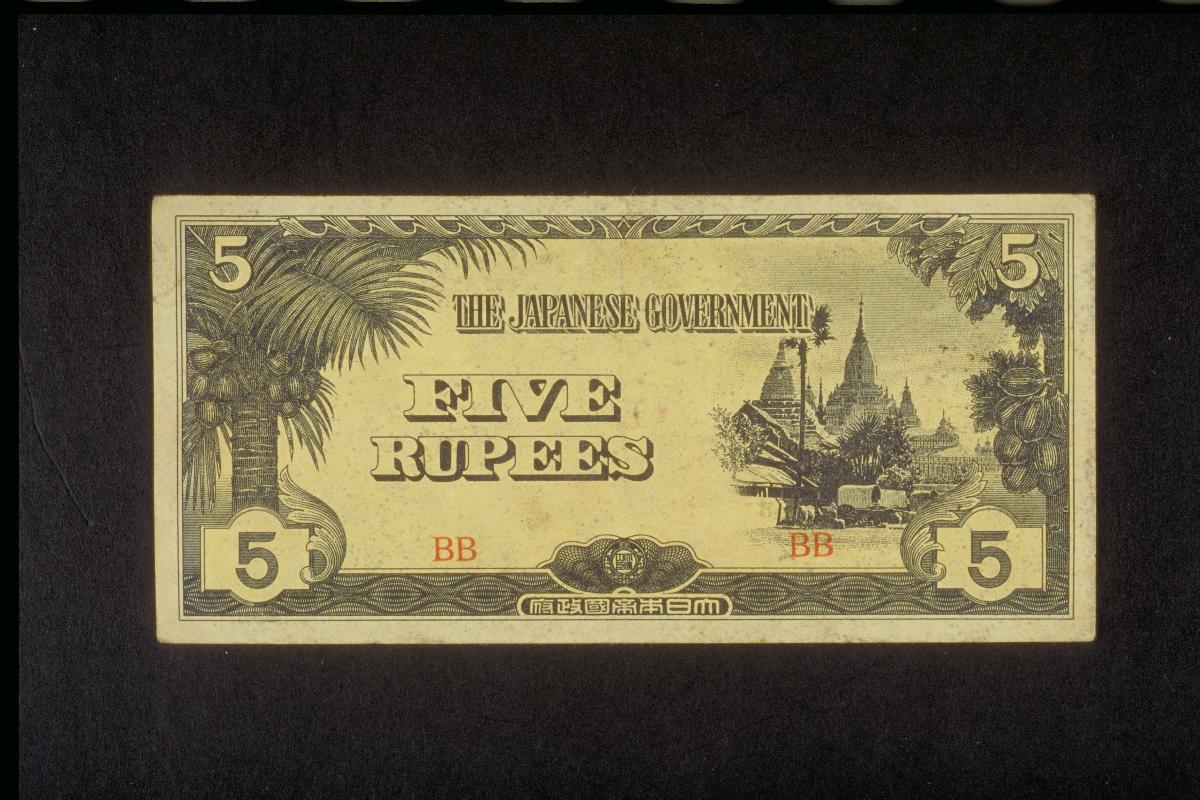 5 5
THE JAPANESE GOVERNMENT
FIVE
RUPEES
BB BB
5 5
府政國帝本日大